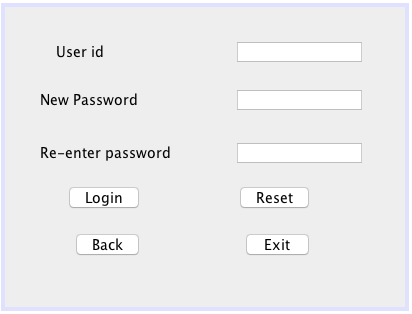 User id
New Password
Re-enter password
Login Reset
Back Exit